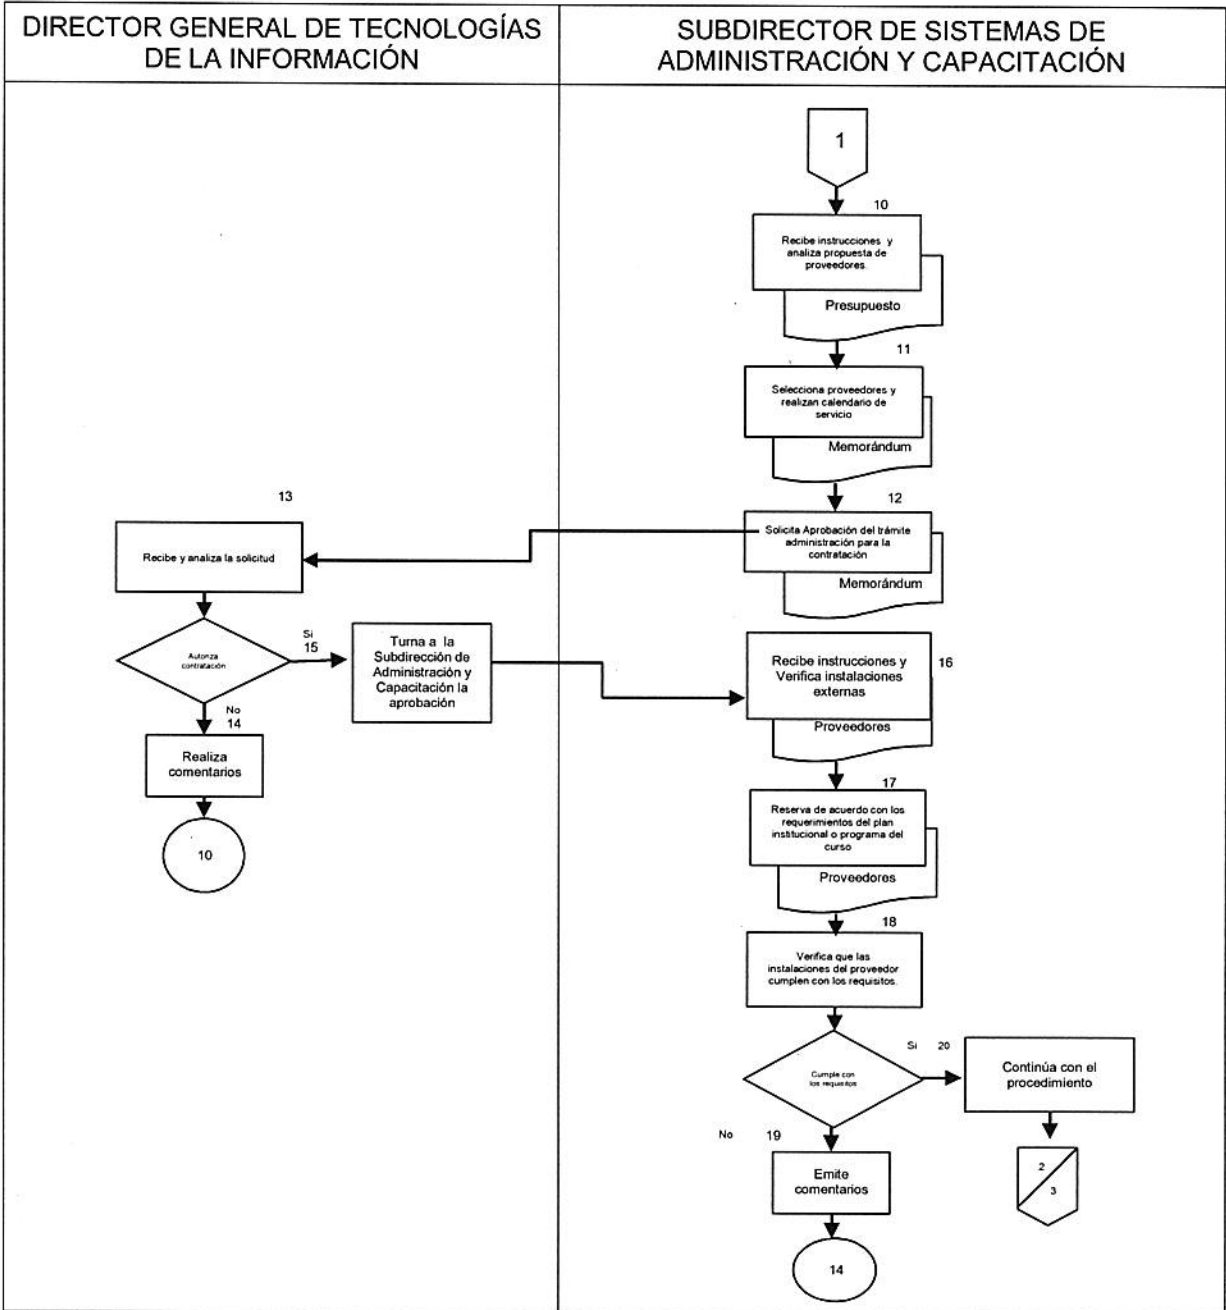 DIRECTOR GENERAL DE TECNOLOGÍAS
DE LA INFORMACIÓN
SUBDIRECTOR DE SISTEMAS DE
ADMINISTRACIÓN Y CAPACITACIÓN
1
10
Recibe instrucciones y
analiza propuesta de
proveedores.
Presupuesto
11
Selecciona proveedores y
realizan calendario de
servicio
Memorándum
12
Solicita Aprobación del trámite
administración para la
contratación
Memorándum
13
Recibe y analiza la solicitud
Autoriza
contratación
Si
15
Turna a la
Subdirección de
Administración y
Capacitación la
aprobación
No
14
Realiza
comentarios
10
16
Recibe instrucciones y
Verifica instalaciones
externas
Proveedores
17
Reserva de acuerdo con los
requerimientos del plan
institucional o programa del
curso
Proveedores
18
Verifica que las
instalaciones del proveedor
cumplen con los requisitos.
Cumple con
los requisitos
Si 20
Continúa con el
procedimiento
2
3
No 19
Emite
comentarios
14